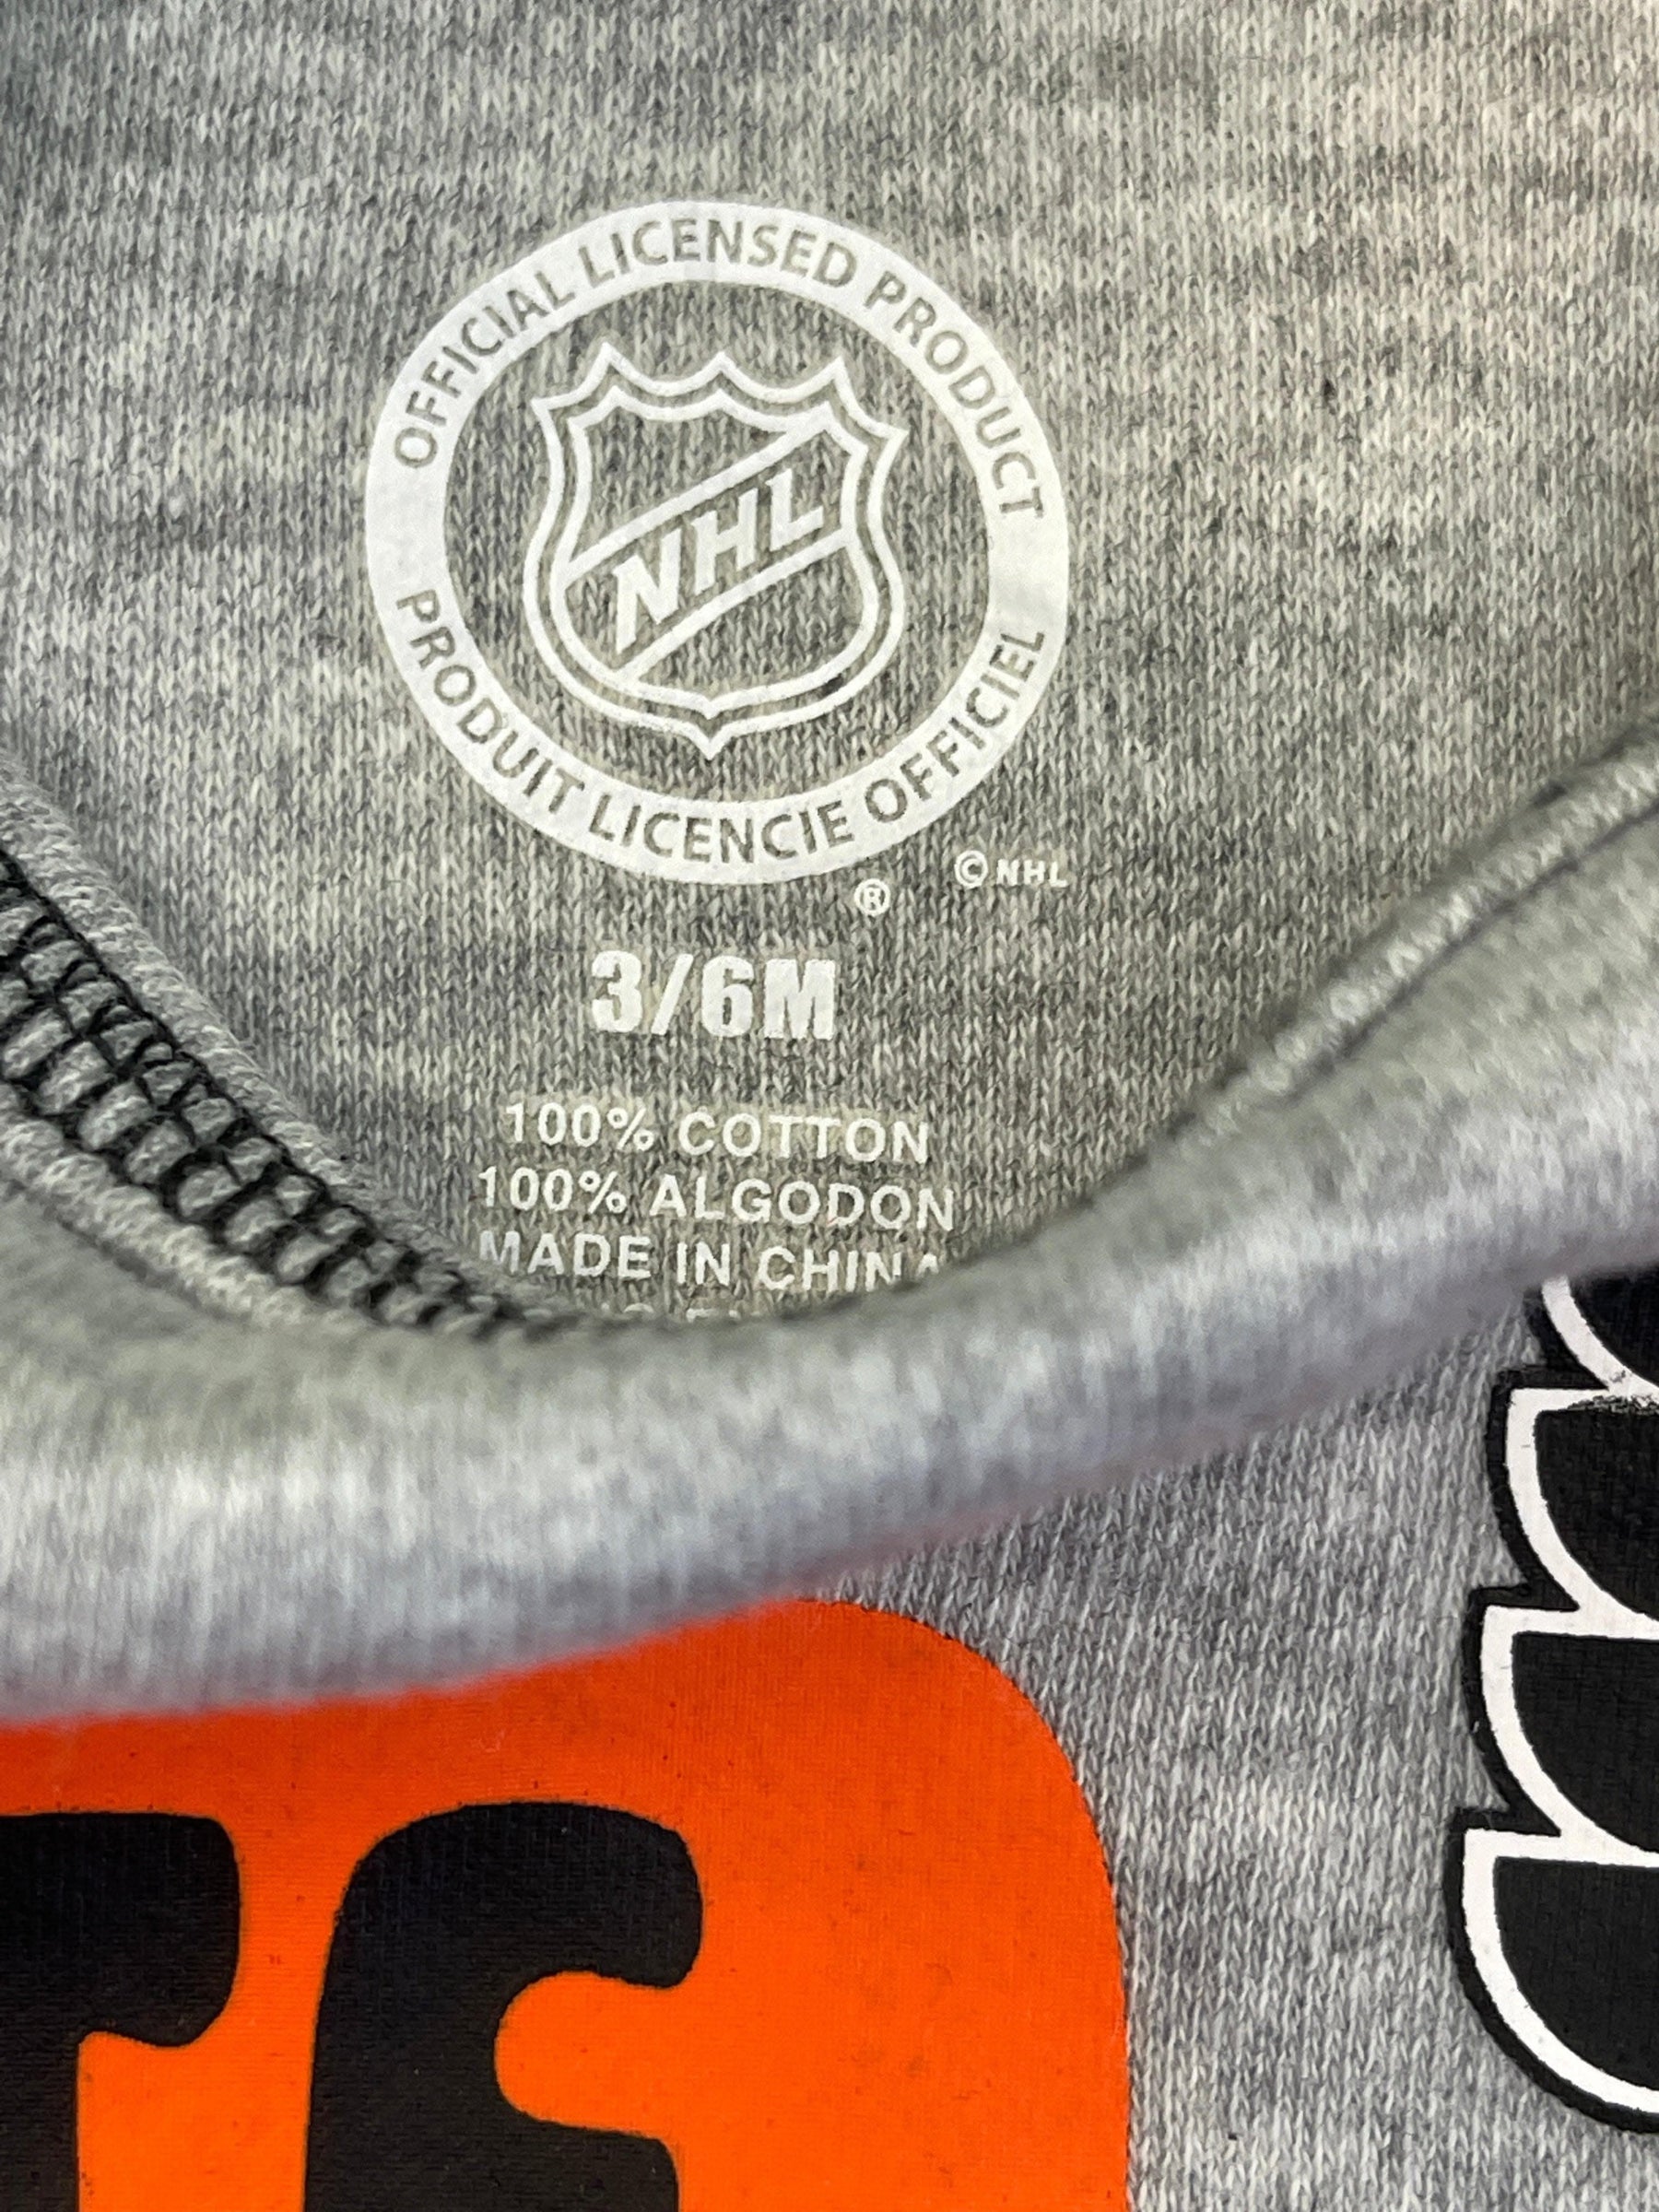 OFFICIAL LICENSED PRODUCT
NHL
PRODUIT LICENCIE OFFICIEL
®
© NHL
3/6M
100% COTTON
100% ALGODON
MADE IN CHINA